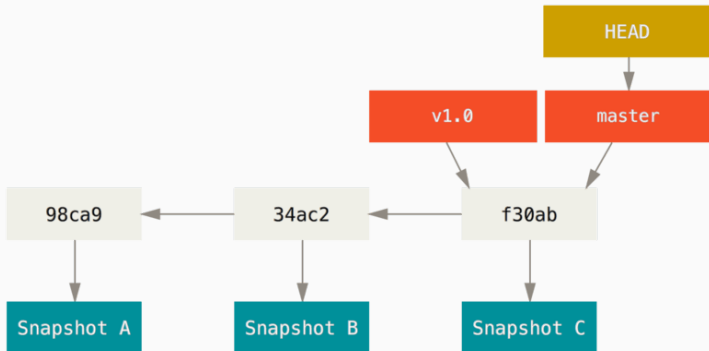 HEAD
v1.0
master
98ca9
34ac2
f30ab
Snapshot A
Snapshot B
Snapshot C